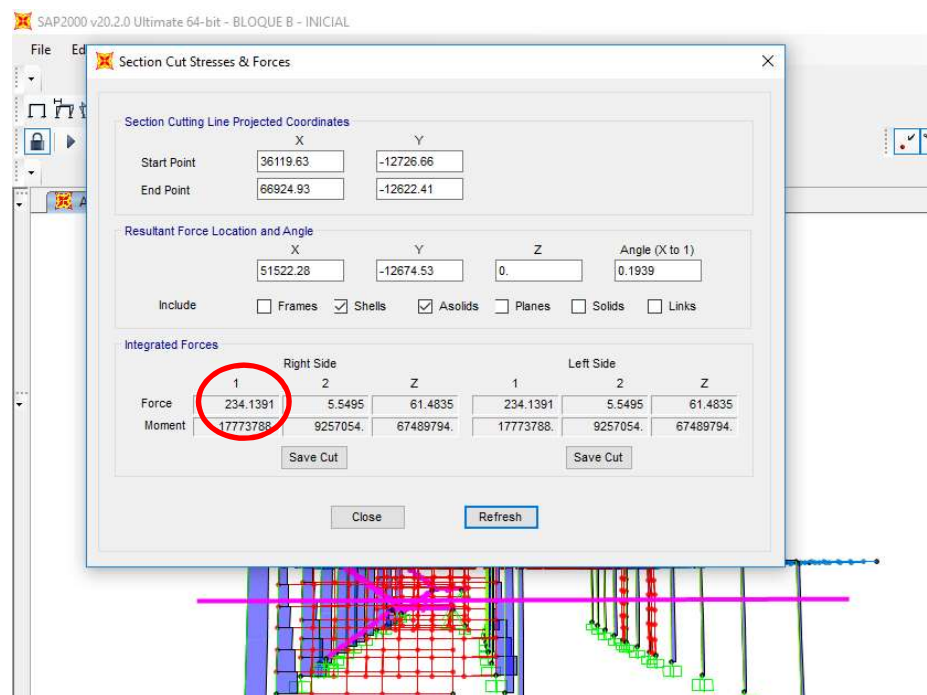 SAP2000 v20.2.0 Ultimate 64-bit - BLOQUE B - INICIAL
File Ed
Section Cut Stresses & Forces
Section Cutting Line Projected Coordinates
X Y
Start Point 36119.63 -12726.66
End Point 66924.93 -12622.41
Resultant Force Location and Angle
X Y Z Angle (X to 1)
51522.28 -12674.53 0. 0.1939
Include Frames Shells Asolids Planes Solids Links
Integrated Forces
Right Side Left Side
1 2 Z 1 2 Z
Force 234.1391 5.5495 61.4835 234.1391 5.5495 61.4835
Moment 17773788. 9257054. 67489794. 17773788. 9257054. 67489794.
Save Cut Save Cut
Close Refresh